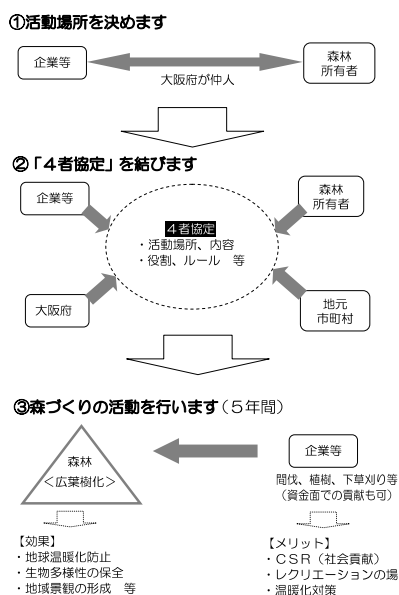 ①活動場所を決めます
企業等
森林
所有者
大阪府が仲人
②「４者協定」を結びます
企業等
森林
所有者
４者協定
・活動場所、内容
・役割、ルール　等
大阪府
地元
市町村
③森づくりの活動を行います（５年間）
森林
＜広葉樹化＞
企業等
間伐、植樹、下草刈り等
（資金面での貢献も可）
【効果】
・地球温暖化防止
・生物多様性の保全
・地域景観の形成　等
【メリット】
・ＣＳＲ（社会貢献）
・レクリエーションの場
・温暖化対策